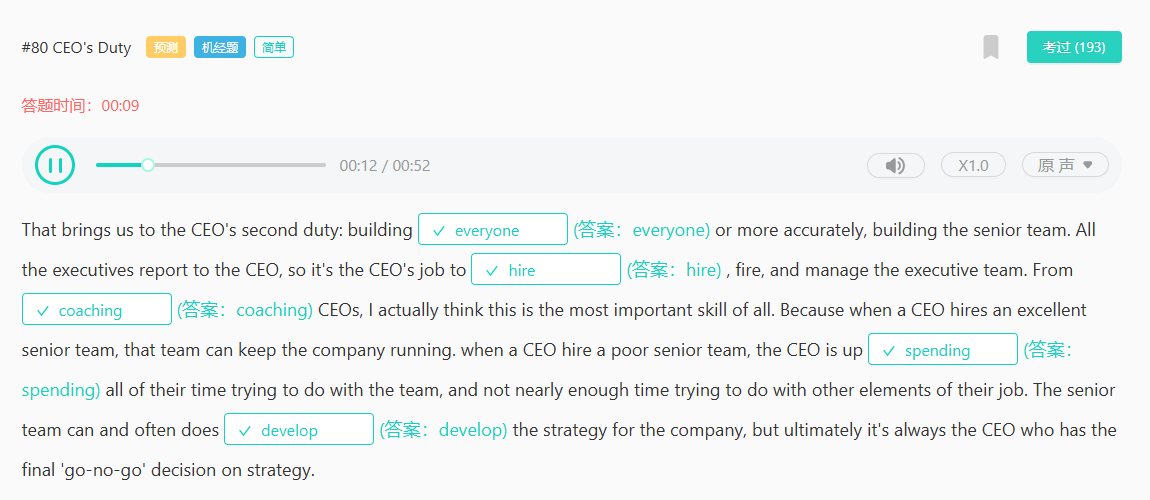 #80 CEO's Duty 预测 机经题 简单 考过 (193)
答题时间：00:09
00:12 / 00:52 X1.0 原声
That brings us to the CEO's second duty: building everyone (答案：everyone) or more accurately, building the senior team. All
the executives report to the CEO, so it's the CEO's job to hire (答案：hire) , fire, and manage the executive team. From
coaching (答案：coaching) CEOs, I actually think this is the most important skill of all. Because when a CEO hires an excellent
senior team, that team can keep the company running. when a CEO hire a poor senior team, the CEO is up spending (答案：
spending) all of their time trying to do with the team, and not nearly enough time trying to do with other elements of their job. The senior
team can and often does develop (答案：develop) the strategy for the company, but ultimately it's always the CEO who has the
final 'go-no-go' decision on strategy.